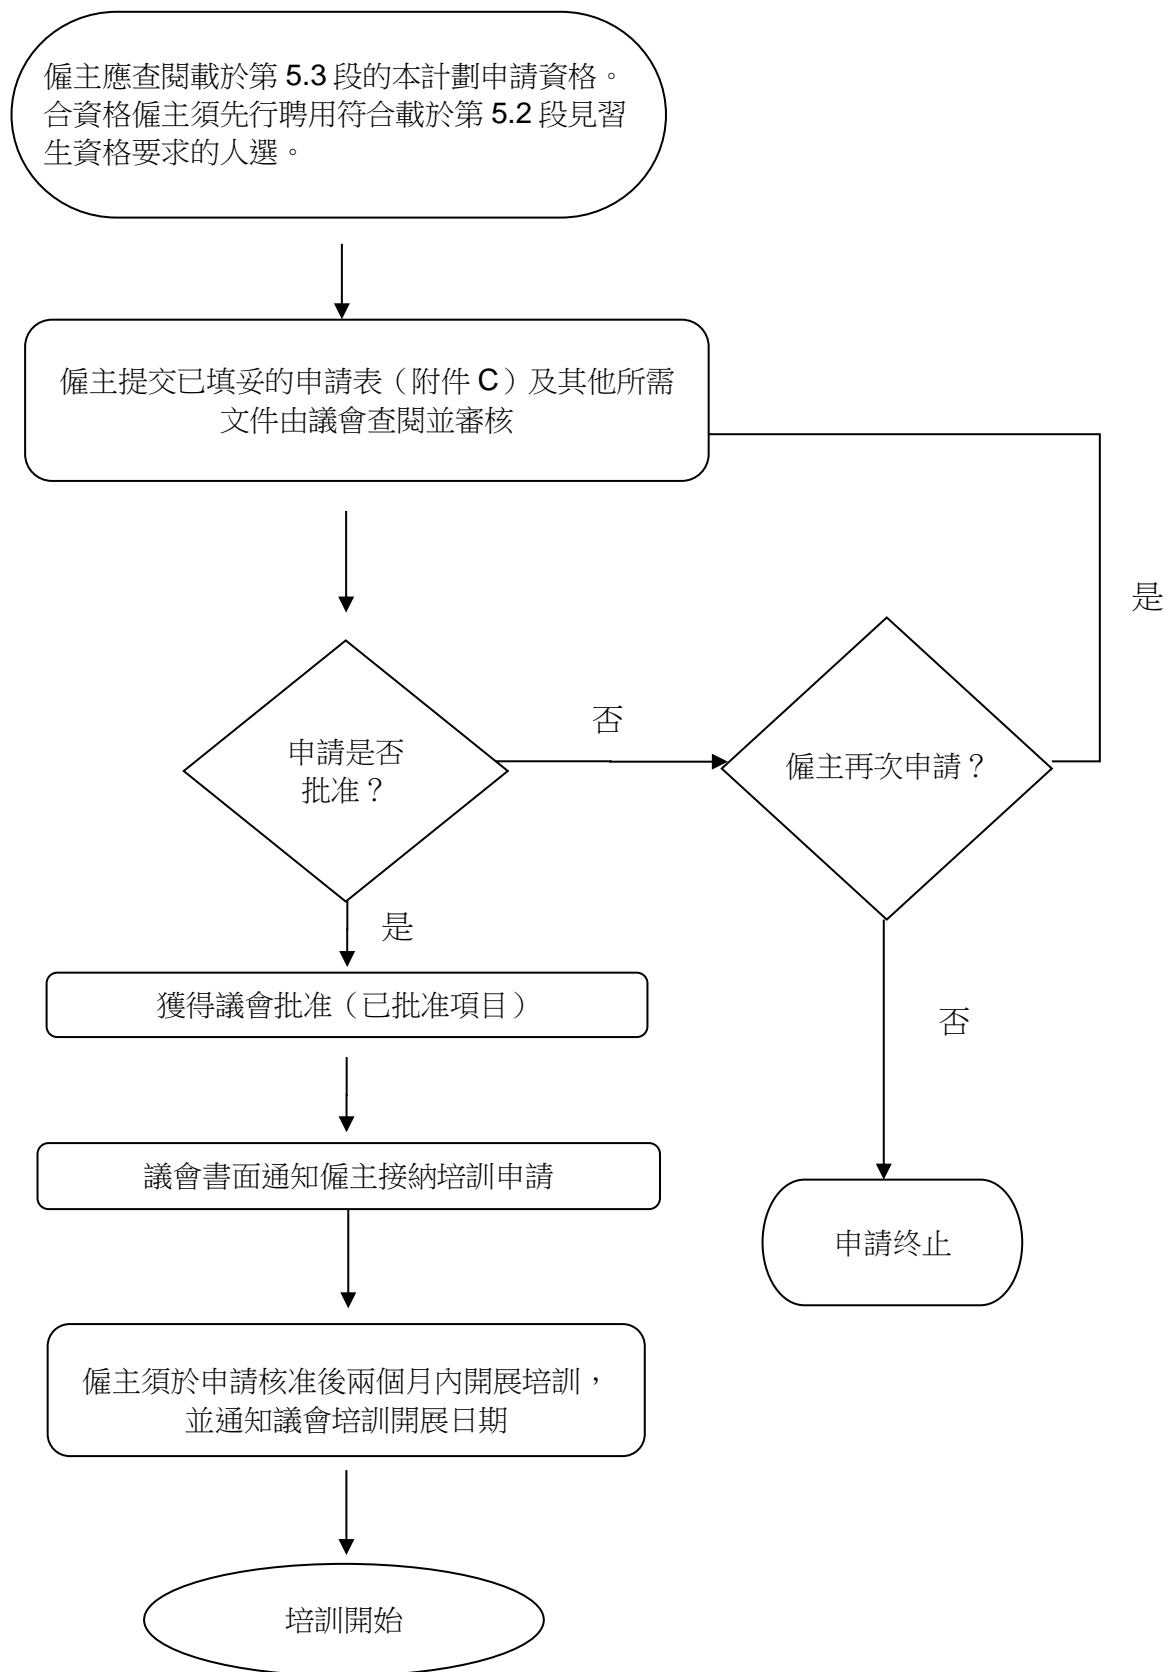 僱主應查閱載於第 5.3 段的本計劃申請資格。
合資格僱主須先行聘用符合載於第 5.2 段見習
生資格要求的人選。
僱主提交已填妥的申請表（附件 C）及其他所需
文件由議會查閱並審核
是
否
申請是否
批准？
僱主再次申請？
是
獲得議會批准（已批准項目）
否
議會書面通知僱主接納培訓申請
申請终止
僱主須於申請核准後兩個月內開展培訓，
並通知議會培訓開展日期
培訓開始